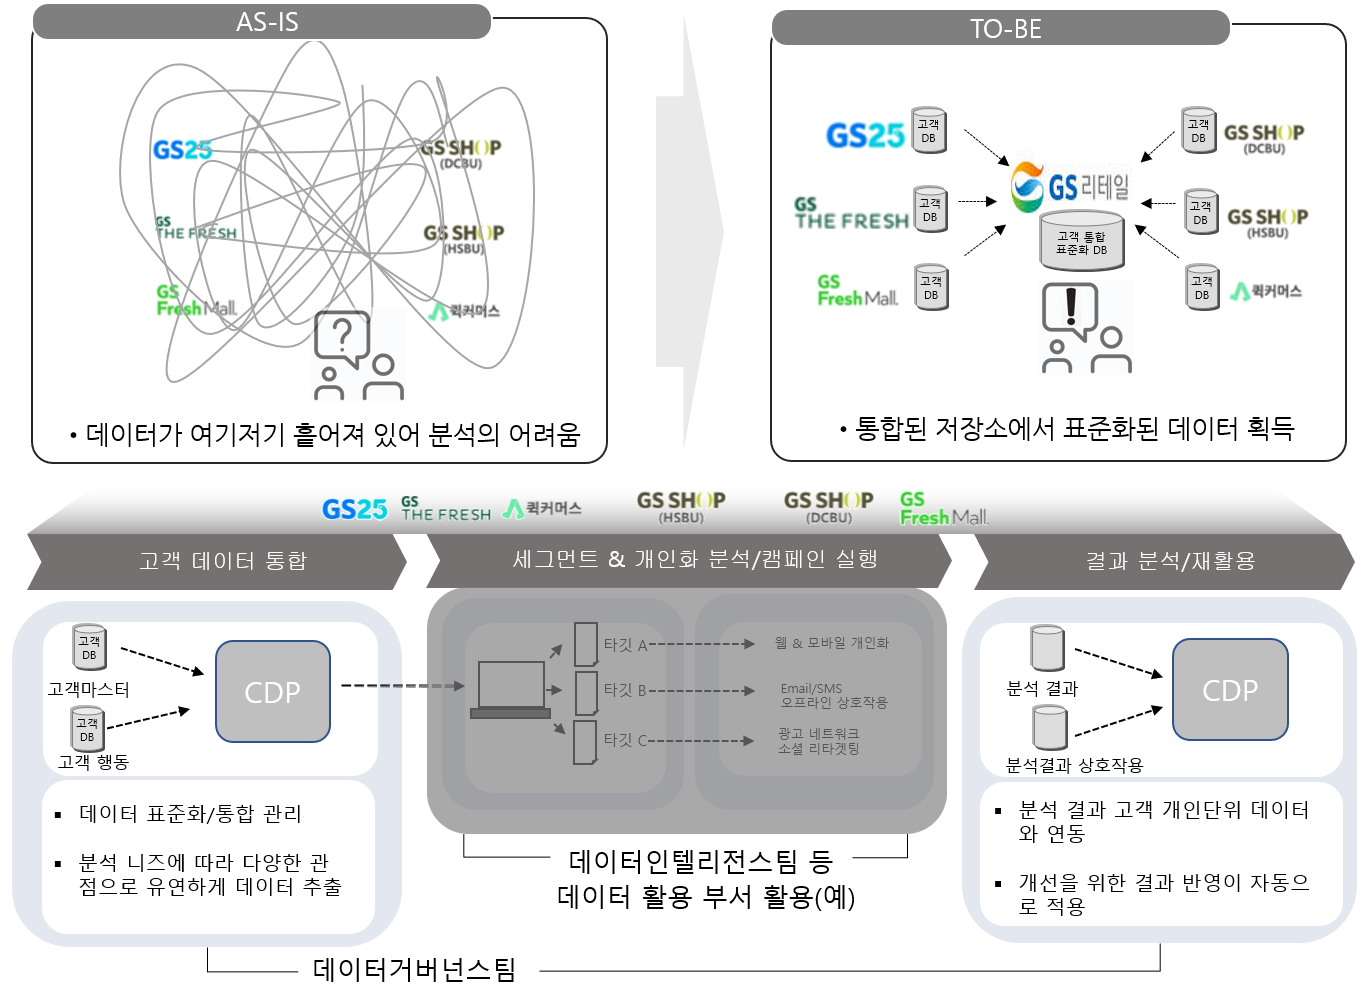 AS-IS
GS25
GS SHOP
(DCBU)
GS
THE FRESH
GS SHOP
(HSBU)
GS
Fresh Mall.
퀵커머스
?
• 데이터가 여기저기 흩어져 있어 분석의 어려움
TO-BE
GS25
고객
DB
고객
DB
GS SHOP
(DCBU)
GS 리테일
GS
THE FRESH
고객
DB
고객
DB
GS SHOP
(HSBU)
고객 통합
표준화 DB
GS
Fresh Mall.
고객
DB
고객
DB
퀵커머스
!
• 통합된 저장소에서 표준화된 데이터 획득
GS25
GS
THE FRESH
퀵커머스
GS SHOP
(HSBU)
GS SHOP
(DCBU)
GS
Fresh Mall.
고객 데이터 통합
세그먼트 & 개인화 분석/캠페인 실행
결과 분석/재활용
고객
DB
고객마스터
고객
DB
고객 행동
CDP
▪ 데이터 표준화/통합 관리
▪ 분석 니즈에 따라 다양한 관
점으로 유연하게 데이터 추출
타깃 A
웹 & 모바일 개인화
타깃 B
Email/SMS
오프라인 상호작용
타깃 C
광고 네트워크
소셜 리타겟팅
분석 결과
분석결과 상호작용
CDP
▪ 분석 결과 고객 개인단위 데이터
와 연동
▪ 개선을 위한 결과 반영이 자동으
로 적용
데이터인텔리전스팀 등
데이터 활용 부서 활용(예)
데이터거버넌스팀